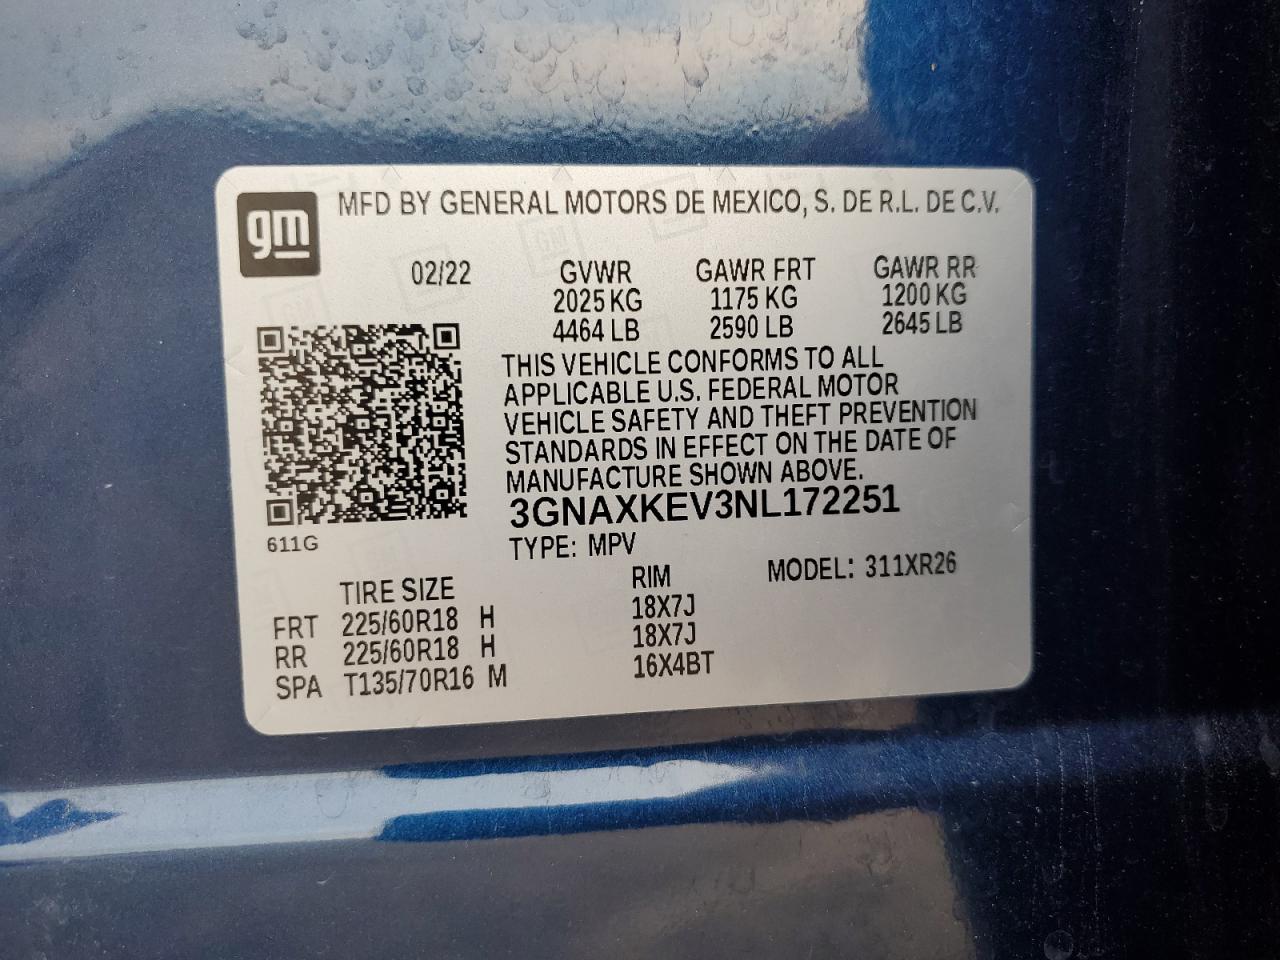 gm
MFD BY GENERAL MOTORS DE MEXICO, S. DE R.L. DE C.V.
02/22 GVWR GAWR FRT GAWR RR
2025 KG 1175 KG 1200 KG
4464 LB 2590 LB 2645 LB
THIS VEHICLE CONFORMS TO ALL
APPLICABLE U.S. FEDERAL MOTOR
VEHICLE SAFETY AND THEFT PREVENTION
STANDARDS IN EFFECT ON THE DATE OF
MANUFACTURE SHOWN ABOVE.
3GNAXKEV3NL172251
611G
TYPE: MPV
MODEL: 311XR26
TIRE SIZE RIM
FRT 225/60R18 H 18X7J
RR 225/60R18 H 18X7J
SPA T135/70R16 M 16X4BT